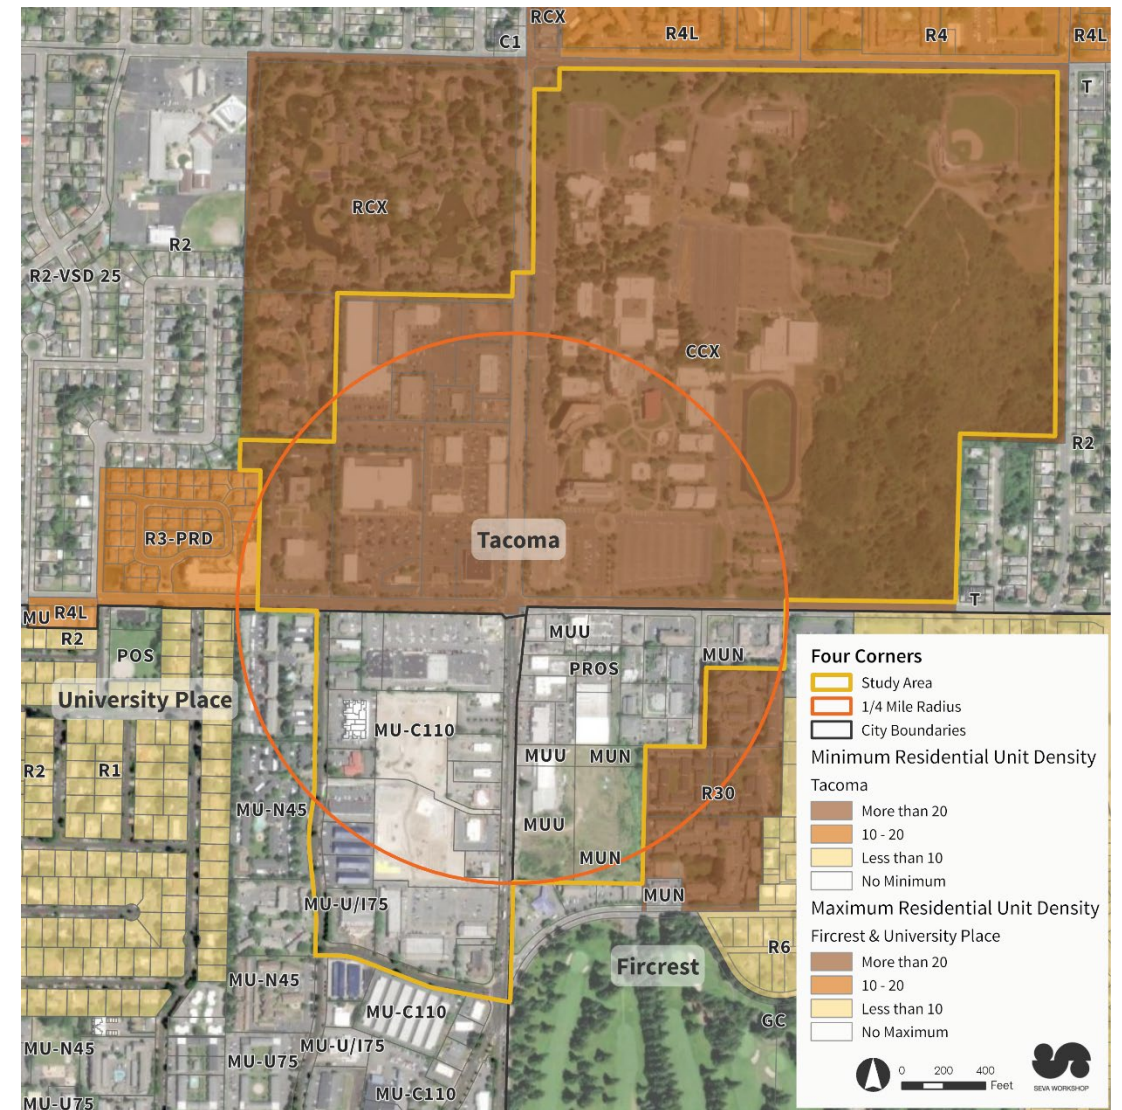 RCX
C1
R4L
R4
R4L
T
RCX
R2
R2-VSD 25
CCX
R2
R3-PRD
Tacoma
T
MU
R4L
R2
POS
MUU
PROS
MUN
University Place
MU-C110
MUU
MUN
R2
R1
R30
MU-N45
MUU
MUN
MUN
MU-U/I75
R6
Fircrest
MU-N45
MU-C110
GC
MU-N45
MU-U75
MU-U/I75
MU-C110
MU-U75
Four Corners
Study Area
1/4 Mile Radius
City Boundaries
Minimum Residential Unit Density
Tacoma
More than 20
10 - 20
Less than 10
No Minimum
Maximum Residential Unit Density
Fircrest & University Place
More than 20
10 - 20
Less than 10
No Maximum
0 200 400
Feet
SEVA WORKSHOP